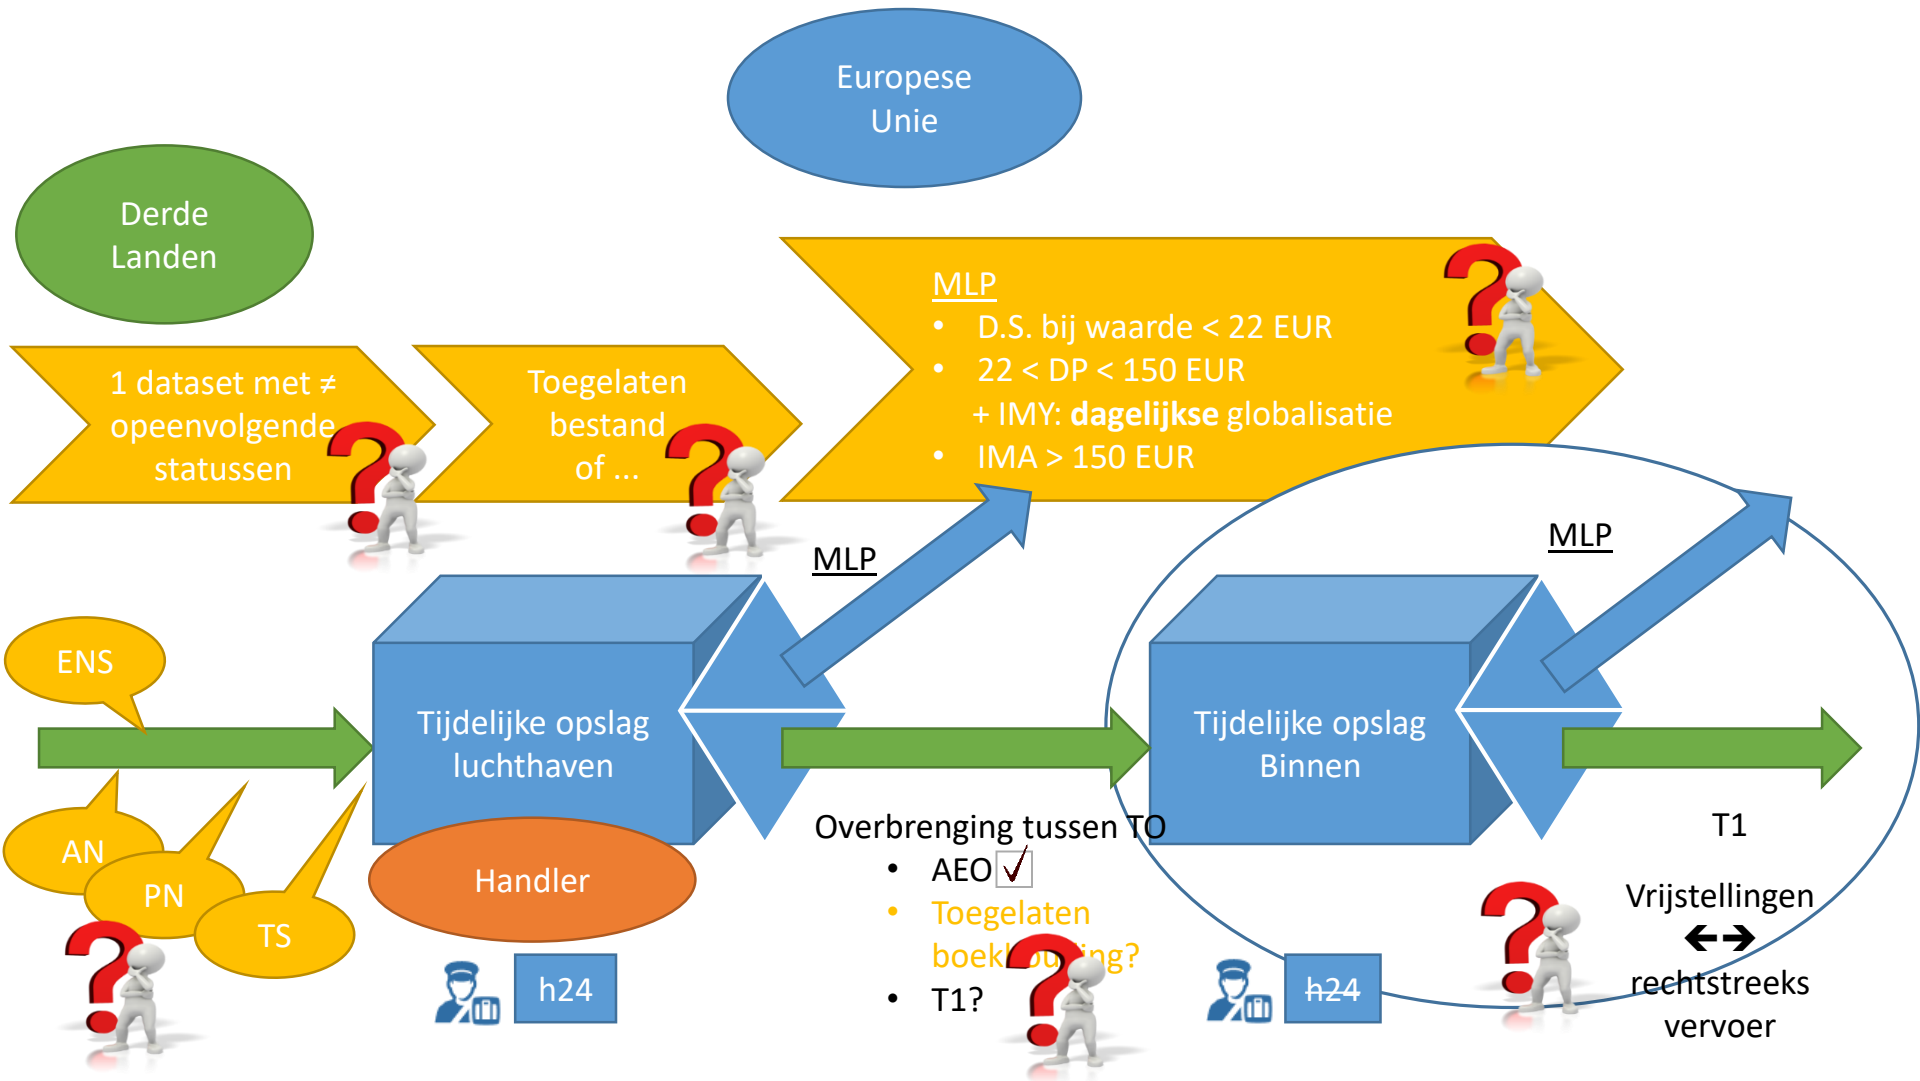 Europese
Unie
Derde
Landen
MLP
• D.S. bij waarde < 22 EUR
• 22 < DP < 150 EUR
+ IMY: dagelijkse globalisatie
• IMA > 150 EUR
1 dataset met ≠
opeenvolgende
statussen
Toegelaten
bestand
of ...
MLP
MLP
ENS
Tijdelijke opslag
luchthaven
Tijdelijke opslag
Binnen
AN
PN
TS
Handler
h24
Overbrenging tussen TO
• AEO
• Toegelaten
boekhouding?
• T1?
h24
T1
Vrijstellingen
🡨🡪
rechtstreeks
vervoer